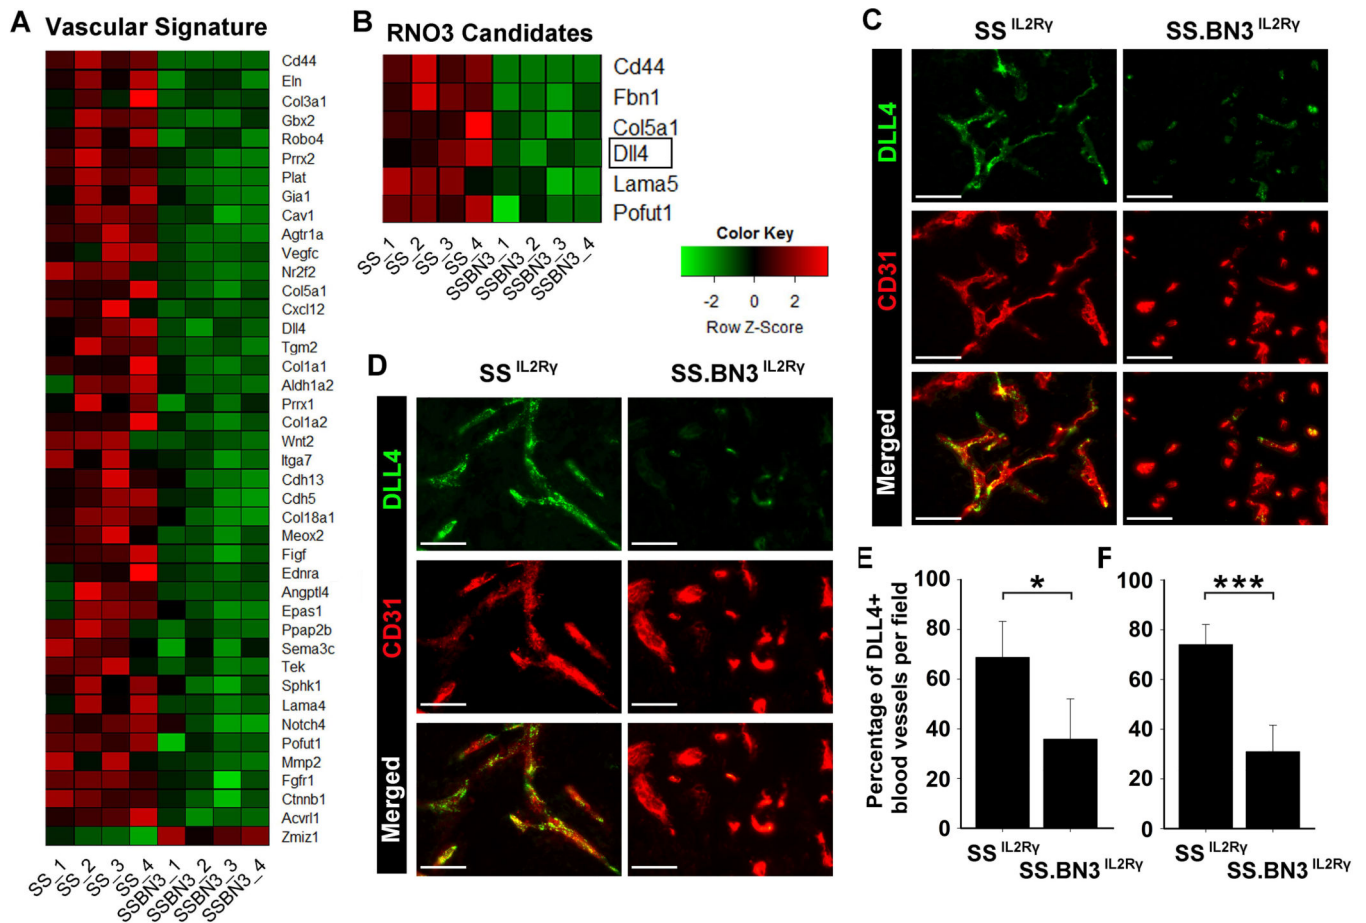 A Vascular Signature
Cd44
Eln
Col3a1
Gbx2
Robo4
Prrx2
Plat
Gja1
Cav1
Agtr1a
Vegfc
Nr2f2
Col5a1
Cxcl12
Dll4
Tgm2
Col1a1
Aldh1a2
Prrx1
Col1a2
Wnt2
Itga7
Cdh13
Cdh5
Col18a1
Meox2
Figf
Ednra
Angptl4
Epas1
Ppap2b
Sema3c
Tek
Sphk1
Lama4
Notch4
Pofut1
Mmp2
Fgfr1
Ctnnb1
Acvrl1
Zmiz1
SS_1
SS_2
SS_3
SS_4
SSBN3_1
SSBN3_2
SSBN3_3
SSBN3_4
B RNO3 Candidates
Cd44
Fbn1
Col5a1
Dll4
Lama5
Pofut1
SS_1
SS_2
SS_3
SS_4
SSBN3_1
SSBN3_2
SSBN3_3
SSBN3_4
Color Key
-2 0 2
Row Z-Score
C
SS IL2Rγ SS.BN3 IL2Rγ
DLL4
CD31
Merged
D
SS IL2Rγ SS.BN3 IL2Rγ
DLL4
CD31
Merged
E
Percentage of DLL4+
blood vessels per field
100
80
60
40
20
0
*
SS IL2Rγ
SS.BN3 IL2Rγ
F
100
80
60
40
20
0
***
SS IL2Rγ
SS.BN3 IL2Rγ